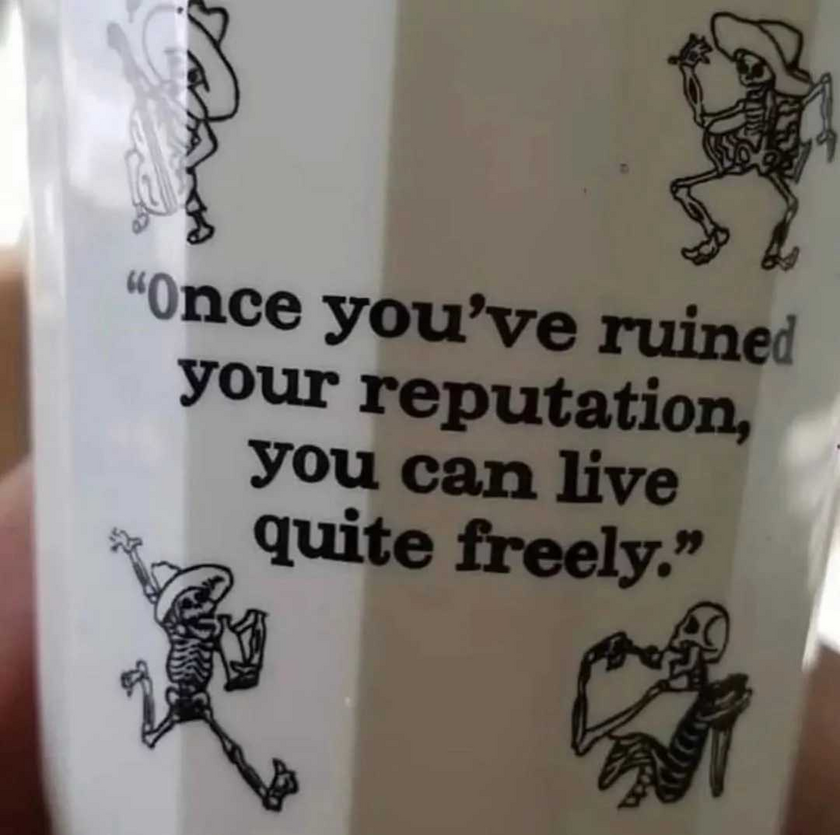 “Once you’ve ruined
your reputation,
you can live
quite freely.”